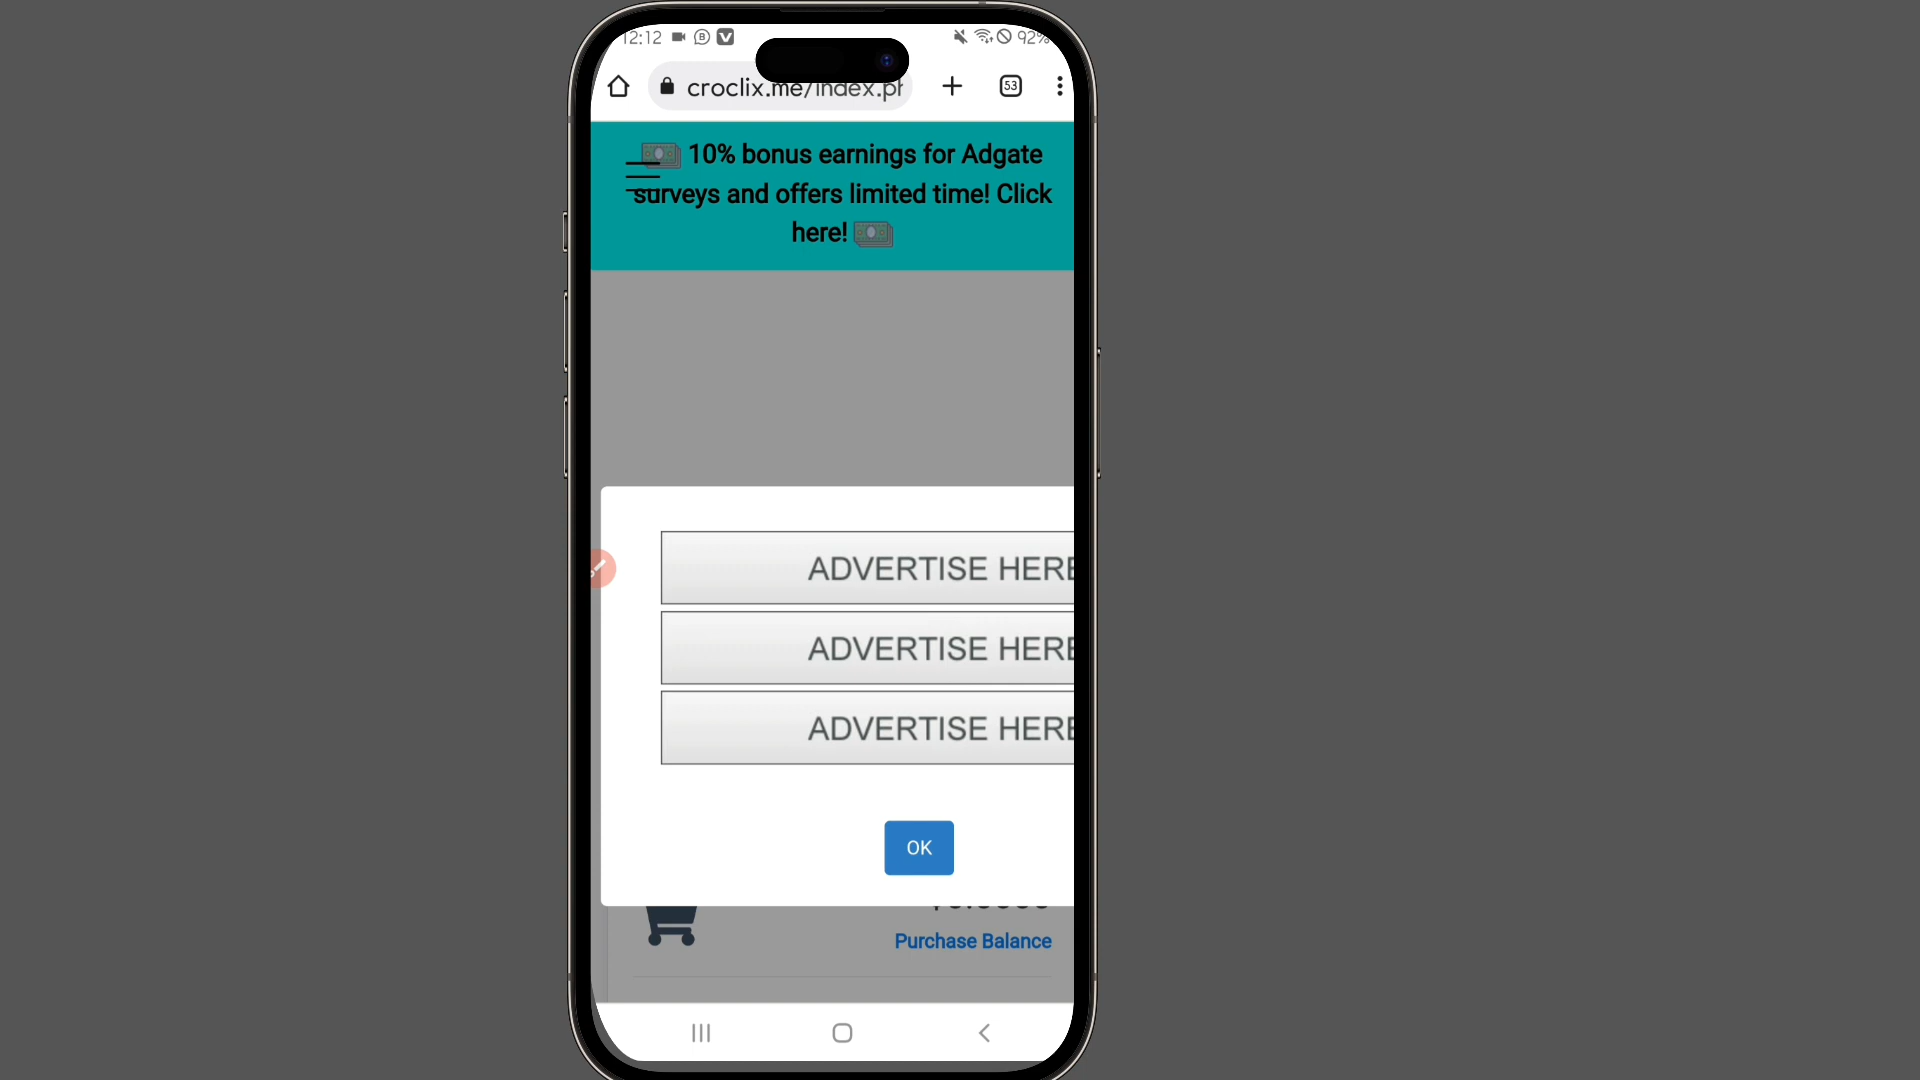 12:12 92%
croclix.me/index.ph
53
10% bonus earnings for Adgate
surveys and offers limited time! Click
here!
ADVERTISE HERE
ADVERTISE HERE
ADVERTISE HERE
OK
Purchase Balance